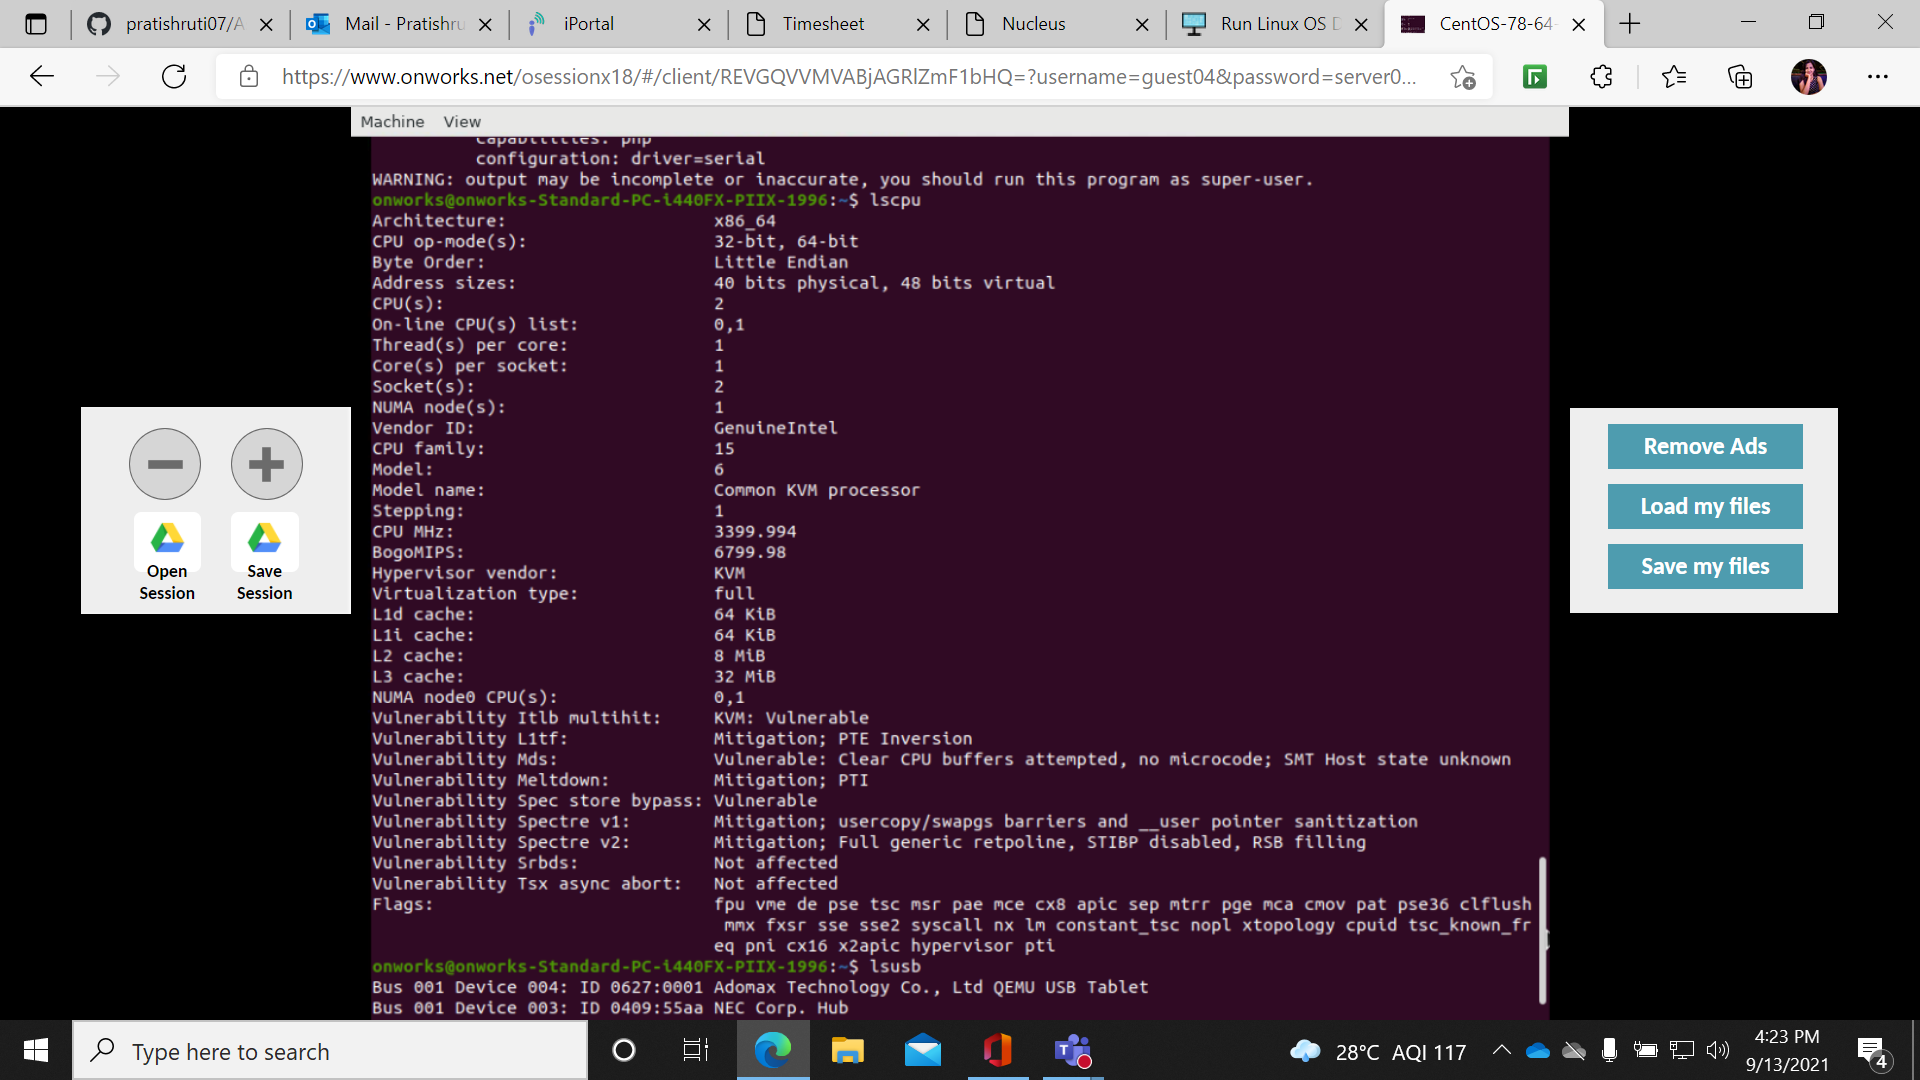 pratishruti07/A
Mail - Pratishru
iPortal
Timesheet
Nucleus
Run Linux OS D
CentOS-78-64-
https://www.onworks.net/osessionx18/#/client/REVGQVVMVABjAGRlZmF1bHQ=?username=guest04&password=server0...
Machine View
capabilities: pnp
configuration: driver=serial
WARNING: output may be incomplete or inaccurate, you should run this program as super-user.
onworks@onworks-Standard-PC-i440FX-PIIX-1996:~$ lscpu
Architecture: x86_64
CPU op-mode(s): 32-bit, 64-bit
Byte Order: Little Endian
Address sizes: 40 bits physical, 48 bits virtual
CPU(s): 2
On-line CPU(s) list: 0,1
Thread(s) per core: 1
Core(s) per socket: 1
Socket(s): 2
NUMA node(s): 1
Vendor ID: GenuineIntel
CPU family: 15
Model: 6
Model name: Common KVM processor
Stepping: 1
CPU MHz: 3399.994
BogoMIPS: 6799.98
Hypervisor vendor: KVM
Virtualization type: full
L1d cache: 64 KiB
L1i cache: 64 KiB
L2 cache: 8 MiB
L3 cache: 32 MiB
NUMA node0 CPU(s): 0,1
Vulnerability Itlb multihit: KVM: Vulnerable
Vulnerability L1tf: Mitigation; PTE Inversion
Vulnerability Mds: Vulnerable: Clear CPU buffers attempted, no microcode; SMT Host state unknown
Vulnerability Meltdown: Mitigation; PTI
Vulnerability Spec store bypass: Vulnerable
Vulnerability Spectre v1: Mitigation; usercopy/swapgs barriers and __user pointer sanitization
Vulnerability Spectre v2: Mitigation; Full generic retpoline, STIBP disabled, RSB filling
Vulnerability Srbds: Not affected
Vulnerability Tsx async abort: Not affected
Flags: fpu vme de pse tsc msr pae mce cx8 apic sep mtrr pge mca cmov pat pse36 clflush
mmx fxsr sse sse2 syscall nx lm constant_tsc nopl xtopology cpuid tsc_known_fr
eq pni cx16 x2apic hypervisor pti
onworks@onworks-Standard-PC-i440FX-PIIX-1996:~$ lsusb
Bus 001 Device 004: ID 0627:0001 Adomax Technology Co., Ltd QEMU USB Tablet
Bus 001 Device 003: ID 0409:55aa NEC Corp. Hub
Open
Session
Save
Session
Remove Ads
Load my files
Save my files
Type here to search
28°C AQI 117
4:23 PM
9/13/2021
4